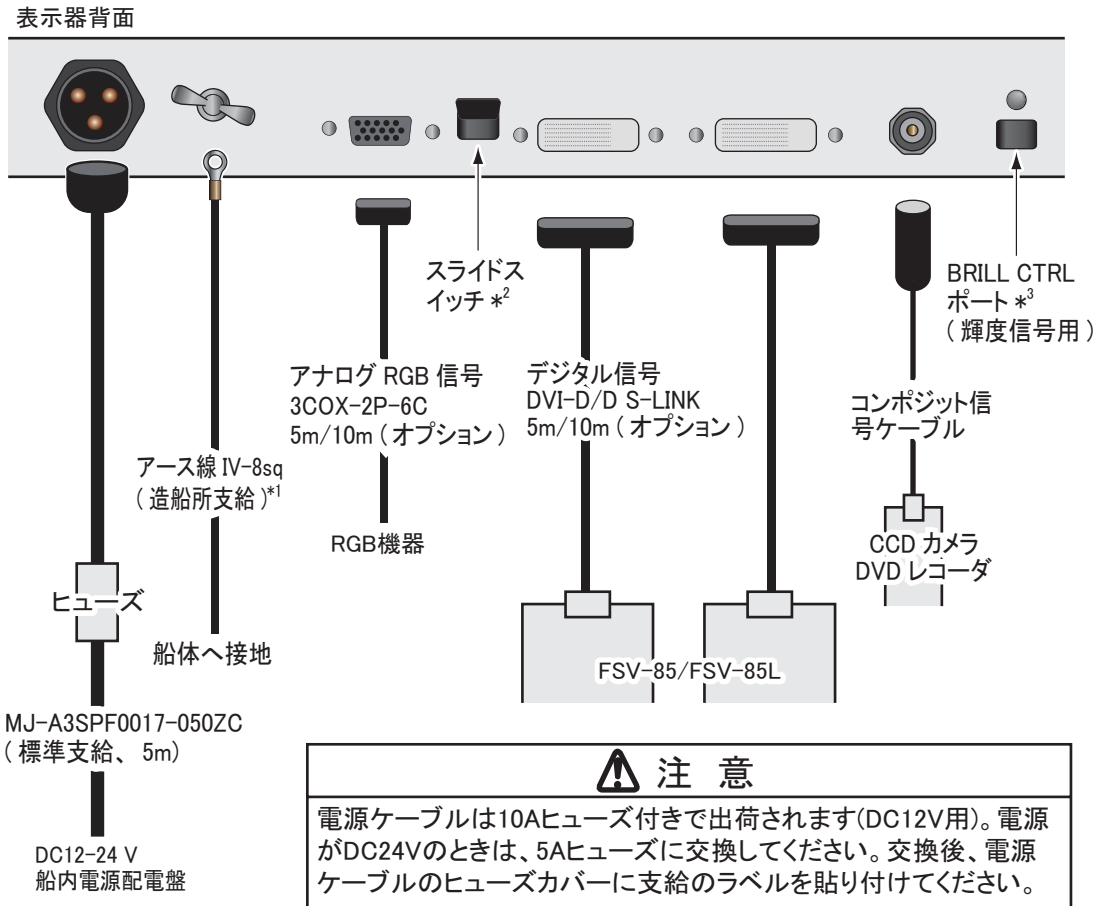 表示器背面
スライドス
イッチ *2
BRILL CTRL
ポート *3
( 輝度信号用 )
アナログ RGB 信号
3COX-2P-6C
5m/10m ( オプション )
デジタル信号
DVI-D/D S-LINK
5m/10m ( オプション )
コンポジット信
号ケーブル
アース線 IV-8sq
( 造船所支給 )*1
RGB機器
CCD カメラ
DVD レコーダ
ヒューズ
船体へ接地
FSV-85/FSV-85L
MJ-A3SPF0017-050ZC
( 標準支給、 5m)
DC12-24 V
船内電源配電盤
注 意
電源ケーブルは10Aヒューズ付きで出荷されます(DC12V用)。電源
がDC24Vのときは、5Aヒューズに交換してください。交換後、電源
ケーブルのヒューズカバーに支給のラベルを貼り付けてください。